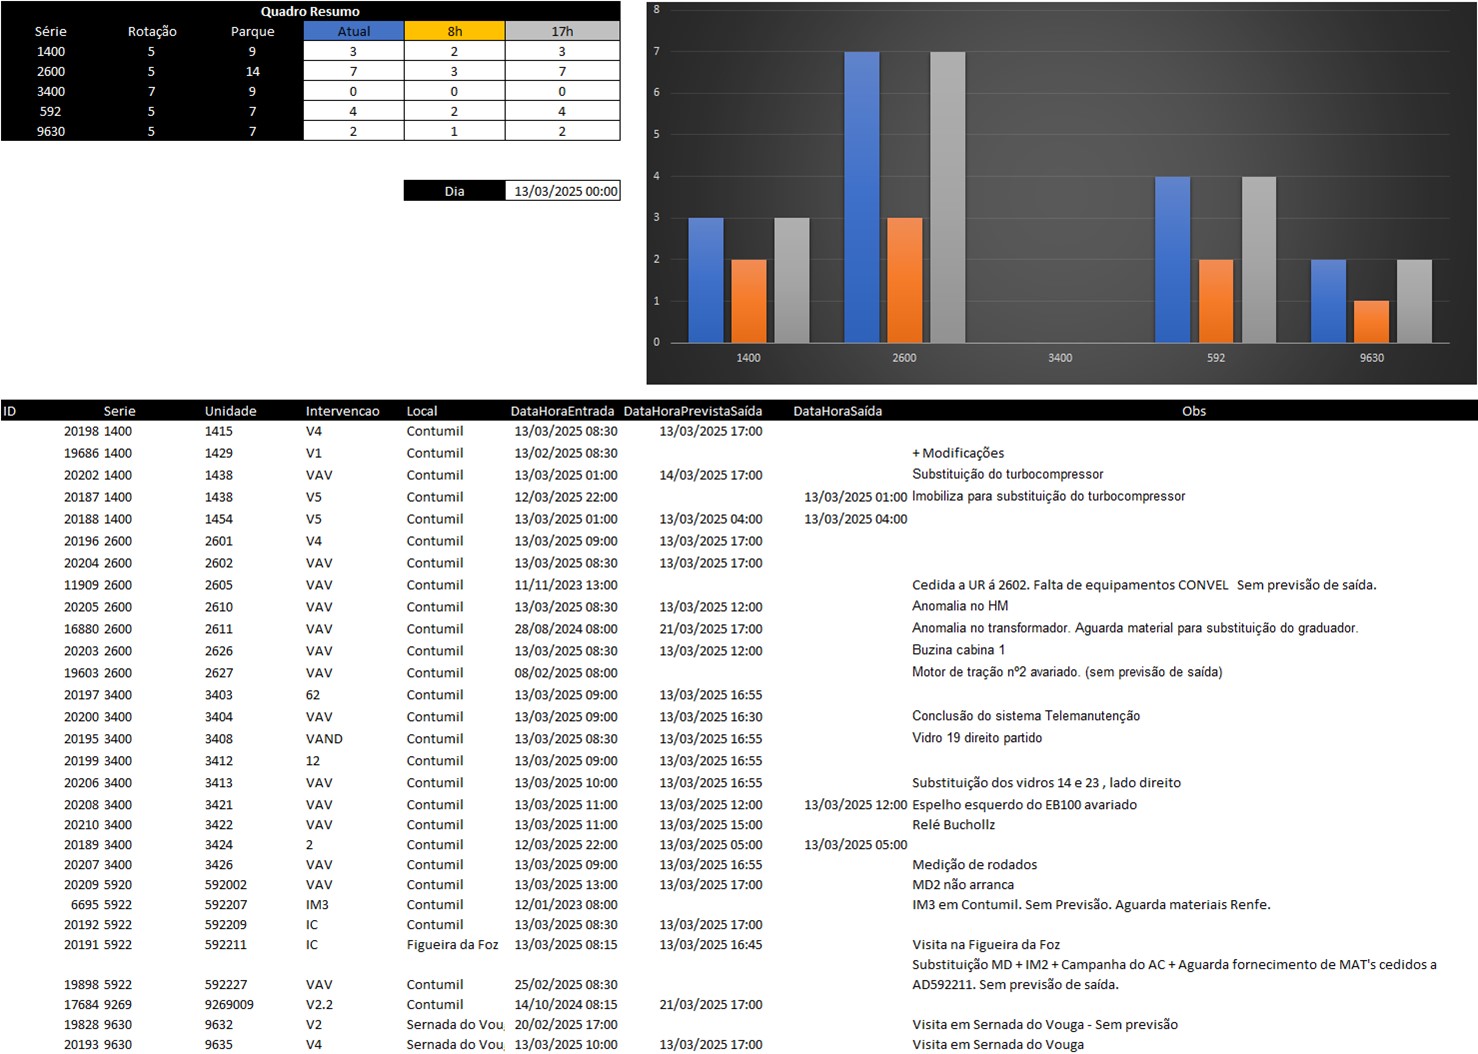 Quadro Resumo
Série Rotação Parque Atual 8h 17h
1400 5 9 3 2 3
2600 5 14 7 3 7
3400 7 9 0 0 0
592 5 7 4 2 4
9630 5 7 2 1 2
Dia 13/03/2025 00:00
8
7
6
5
4
3
2
1
0
1400 2600 3400 592 9630
ID Serie Unidade Intervencao Local DataHoraEntrada DataHoraPrevistaSaída DataHoraSaída Obs
20198 1400 1415 V4 Contumil 13/03/2025 08:30 13/03/2025 17:00
19686 1400 1429 V1 Contumil 13/02/2025 08:30 + Modificações
20202 1400 1438 VAV Contumil 13/03/2025 01:00 14/03/2025 17:00 Substituição do turbocompressor
20187 1400 1438 V5 Contumil 12/03/2025 22:00 13/03/2025 01:00 Imobiliza para substituição do turbocompressor
20188 1400 1454 V5 Contumil 13/03/2025 01:00 13/03/2025 04:00 13/03/2025 04:00
20196 2600 2601 V4 Contumil 13/03/2025 09:00 13/03/2025 17:00
20204 2600 2602 VAV Contumil 13/03/2025 08:30 13/03/2025 17:00
11909 2600 2605 VAV Contumil 11/11/2023 13:00 Cedida a UR á 2602. Falta de equipamentos CONVEL Sem previsão de saída.
20205 2600 2610 VAV Contumil 13/03/2025 08:30 13/03/2025 12:00 Anomalia no HM
16880 2600 2611 VAV Contumil 28/08/2024 08:00 21/03/2025 17:00 Anomalia no transformador. Aguarda material para substituição do graduador.
20203 2600 2626 VAV Contumil 13/03/2025 08:30 13/03/2025 12:00 Buzina cabina 1
19603 2600 2627 VAV Contumil 08/02/2025 08:00 Motor de tração nº2 avariado. (sem previsão de saída)
20197 3400 3403 62 Contumil 13/03/2025 09:00 13/03/2025 16:55
20200 3400 3404 VAV Contumil 13/03/2025 09:00 13/03/2025 16:30 Conclusão do sistema Telemanutenção
20195 3400 3408 VAND Contumil 13/03/2025 08:30 13/03/2025 16:55 Vidro 19 direito partido
20199 3400 3412 12 Contumil 13/03/2025 09:00 13/03/2025 16:55
20206 3400 3413 VAV Contumil 13/03/2025 10:00 13/03/2025 16:55 Substituição dos vidros 14 e 23 , lado direito
20208 3400 3421 VAV Contumil 13/03/2025 11:00 13/03/2025 12:00 13/03/2025 12:00 Espelho esquerdo do EB100 avariado
20210 3400 3422 VAV Contumil 13/03/2025 11:00 13/03/2025 15:00 Relé Buchollz
20189 3400 3424 2 Contumil 12/03/2025 22:00 13/03/2025 05:00 13/03/2025 05:00
20207 3400 3426 VAV Contumil 13/03/2025 09:00 13/03/2025 16:55 Medição de rodados
20209 5920 592002 VAV Contumil 13/03/2025 13:00 13/03/2025 17:00 MD2 não arranca
6695 5922 592207 IM3 Contumil 12/01/2023 08:00 IM3 em Contumil. Sem Previsão. Aguarda materiais Renfe.
20192 5922 592209 IC Contumil 13/03/2025 08:30 13/03/2025 17:00
20191 5922 592211 IC Figueira da Foz 13/03/2025 08:15 13/03/2025 16:45 Visita na Figueira da Foz
Substituição MD + IM2 + Campanha do AC + Aguarda fornecimento de MAT's cedidos a
19898 5922 592227 VAV Contumil 25/02/2025 08:30 AD592211. Sem previsão de saída.
17684 9269 9269009 V2.2 Contumil 14/10/2024 08:15 21/03/2025 17:00
19828 9630 9632 V2 Sernada do Vou 20/02/2025 17:00 Visita em Sernada do Vouga - Sem previsão
20193 9630 9635 V4 Sernada do Vou 13/03/2025 10:00 13/03/2025 17:00 Visita em Sernada do Vouga